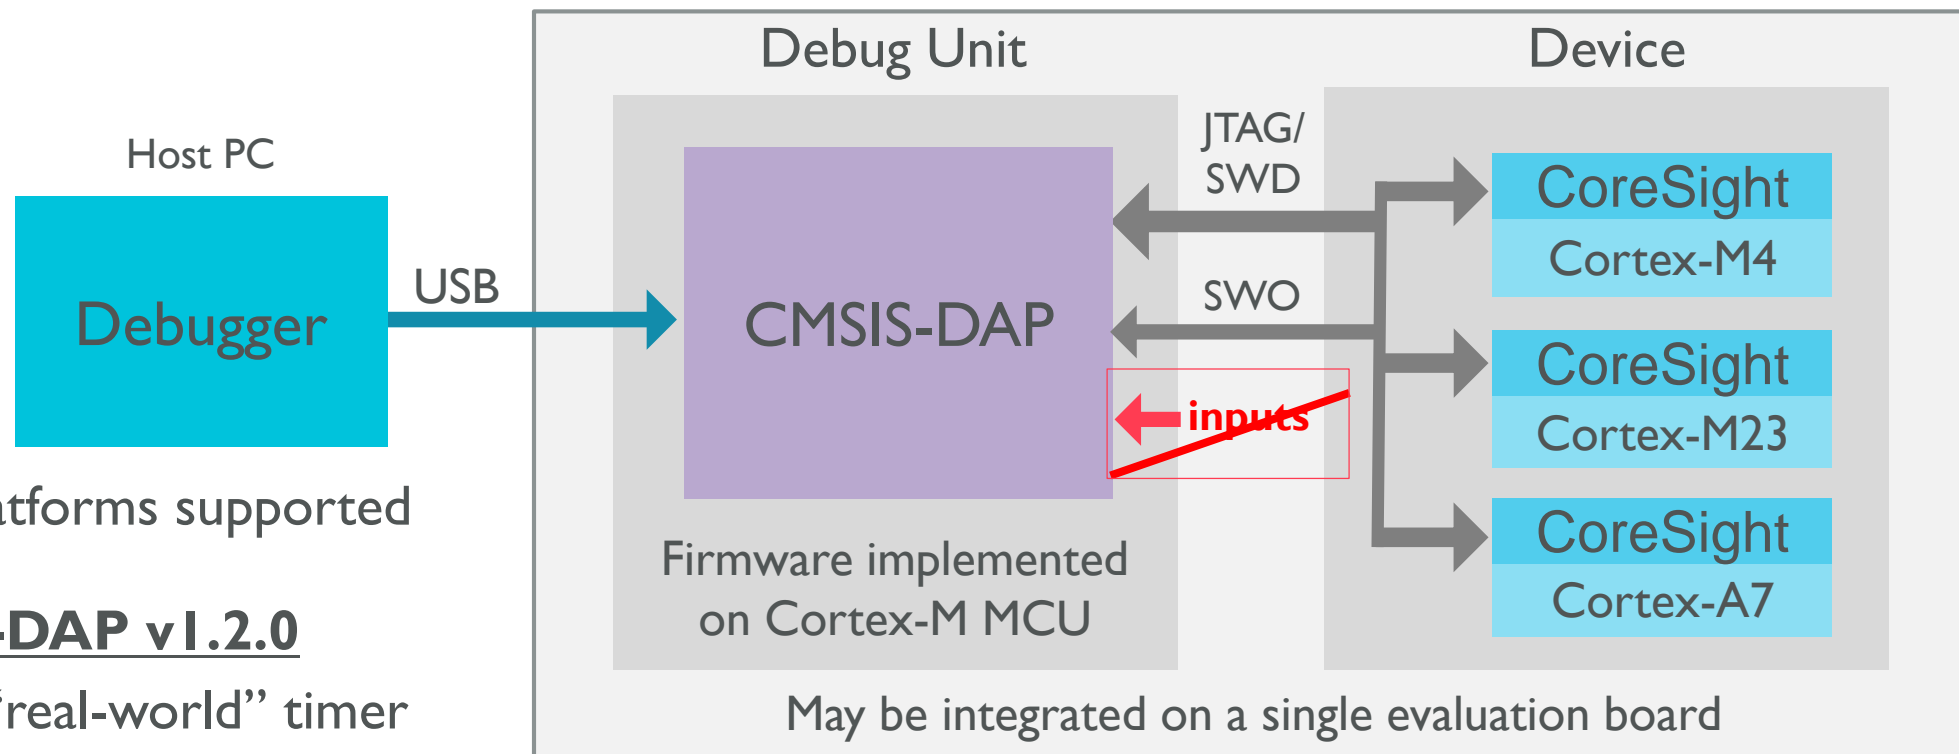 Host PC
Debugger
USB
atforms supported
-DAP v1.2.0
“real-world” timer
Debug Unit
CMSIS-DAP
Firmware implemented
on Cortex-M MCU
JTAG/
SWD
SWO
inputs
Device
CoreSight
Cortex-M4
CoreSight
Cortex-M23
CoreSight
Cortex-A7
May be integrated on a single evaluation board